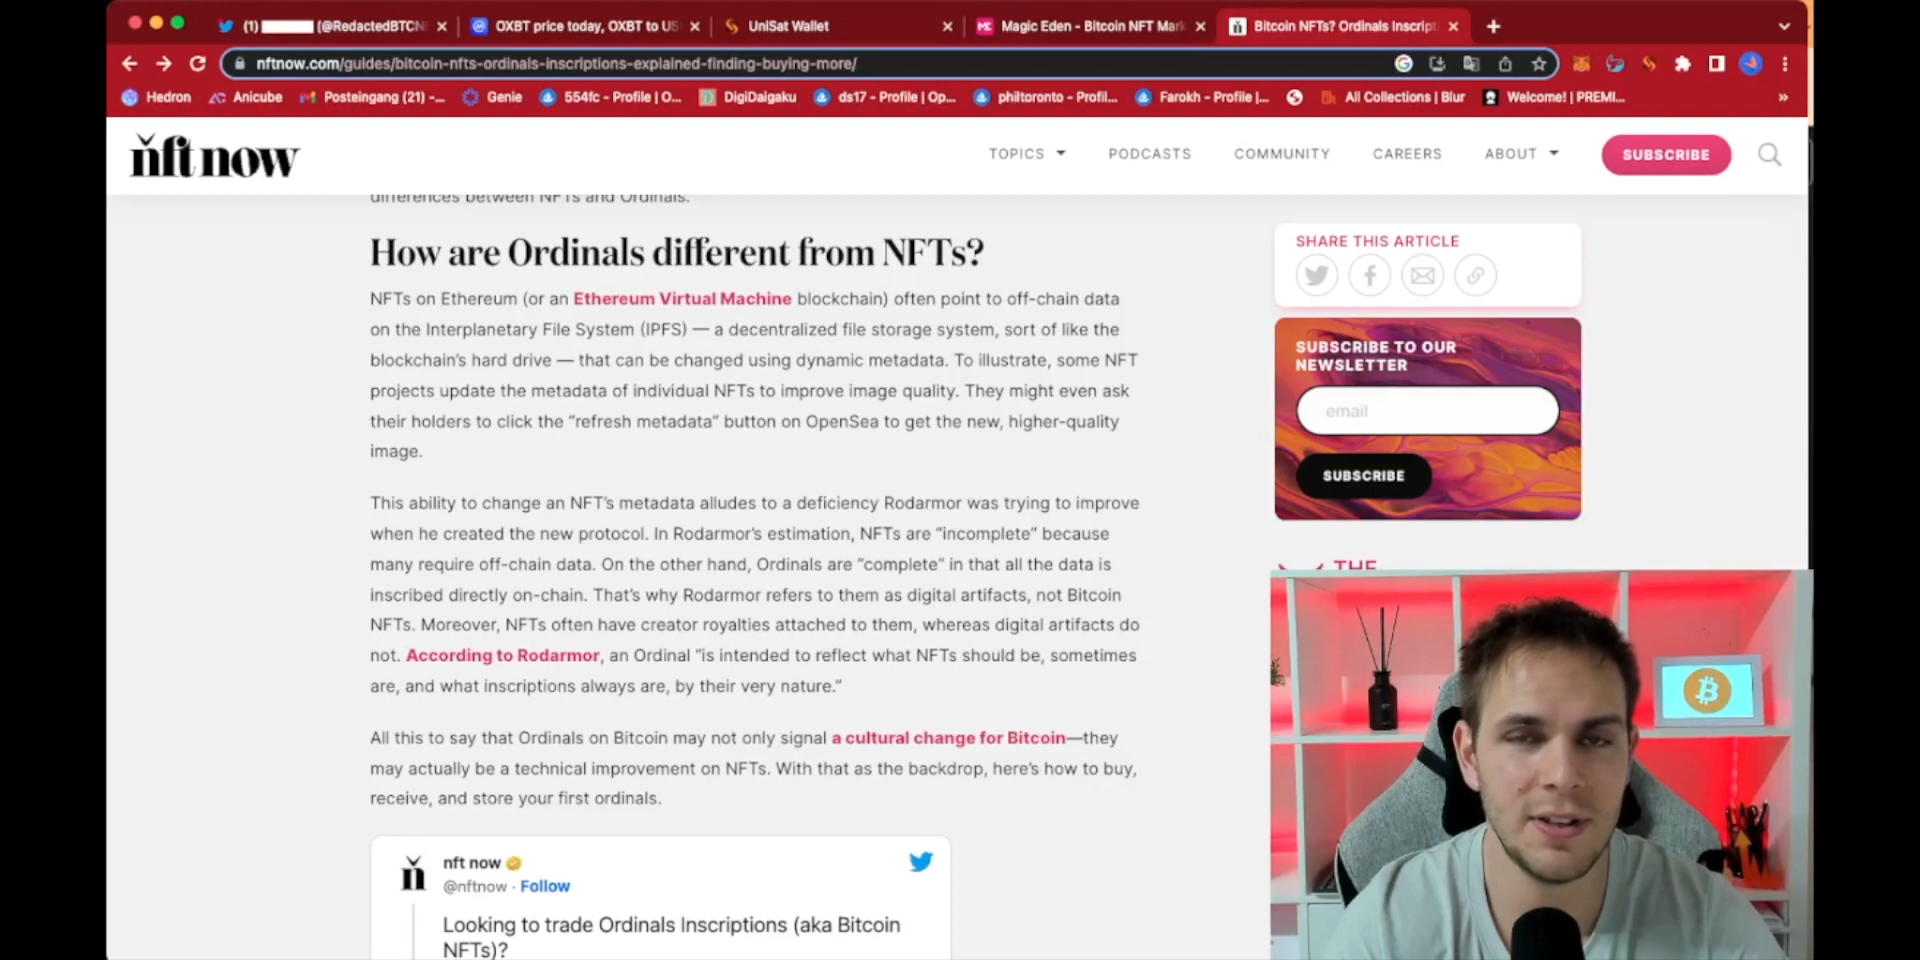 (1) (@RedactedBTCN
OXBT price today, OXBT to US
UniSat Wallet
Magic Eden - Bitcoin NFT Mark
Bitcoin NFTs? Ordinals Inscript
nftnow.com/guides/bitcoin-nfts-ordinals-inscriptions-explained-finding-buying-more/
Hedron
Anicube
Posteingang (21) –...
Genie
554fc - Profile | O...
DigiDaigaku
ds17 - Profile | Op...
philtoronto - Profil...
Farokh - Profile |...
All Collections | Blur
Welcome! | PREMI...
»
nft now
TOPICS
PODCASTS
COMMUNITY
CAREERS
ABOUT
SUBSCRIBE
differences between NFTs and Ordinals.
How are Ordinals different from NFTs?
NFTs on Ethereum (or an Ethereum Virtual Machine blockchain) often point to off-chain data
on the Interplanetary File System (IPFS) — a decentralized file storage system, sort of like the
blockchain’s hard drive — that can be changed using dynamic metadata. To illustrate, some NFT
projects update the metadata of individual NFTs to improve image quality. They might even ask
their holders to click the “refresh metadata” button on OpenSea to get the new, higher-quality
image.
This ability to change an NFT’s metadata alludes to a deficiency Rodarmor was trying to improve
when he created the new protocol. In Rodarmor’s estimation, NFTs are “incomplete” because
many require off-chain data. On the other hand, Ordinals are “complete” in that all the data is
inscribed directly on-chain. That’s why Rodarmor refers to them as digital artifacts, not Bitcoin
NFTs. Moreover, NFTs often have creator royalties attached to them, whereas digital artifacts do
not. According to Rodarmor, an Ordinal “is intended to reflect what NFTs should be, sometimes
are, and what inscriptions always are, by their very nature.”
All this to say that Ordinals on Bitcoin may not only signal a cultural change for Bitcoin—they
may actually be a technical improvement on NFTs. With that as the backdrop, here’s how to buy,
receive, and store your first ordinals.
nft now
@nftnow · Follow
Looking to trade Ordinals Inscriptions (aka Bitcoin
NFTs)?
SHARE THIS ARTICLE
SUBSCRIBE TO OUR
NEWSLETTER
email
SUBSCRIBE
THE